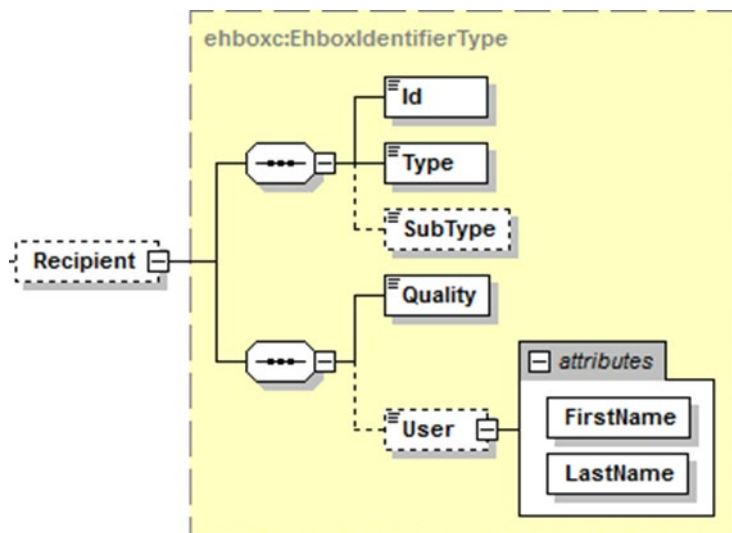 ehboxc:EhboxIdentifierType
Id
Type
SubType
Recipient
Quality
attributes
FirstName
User
LastName